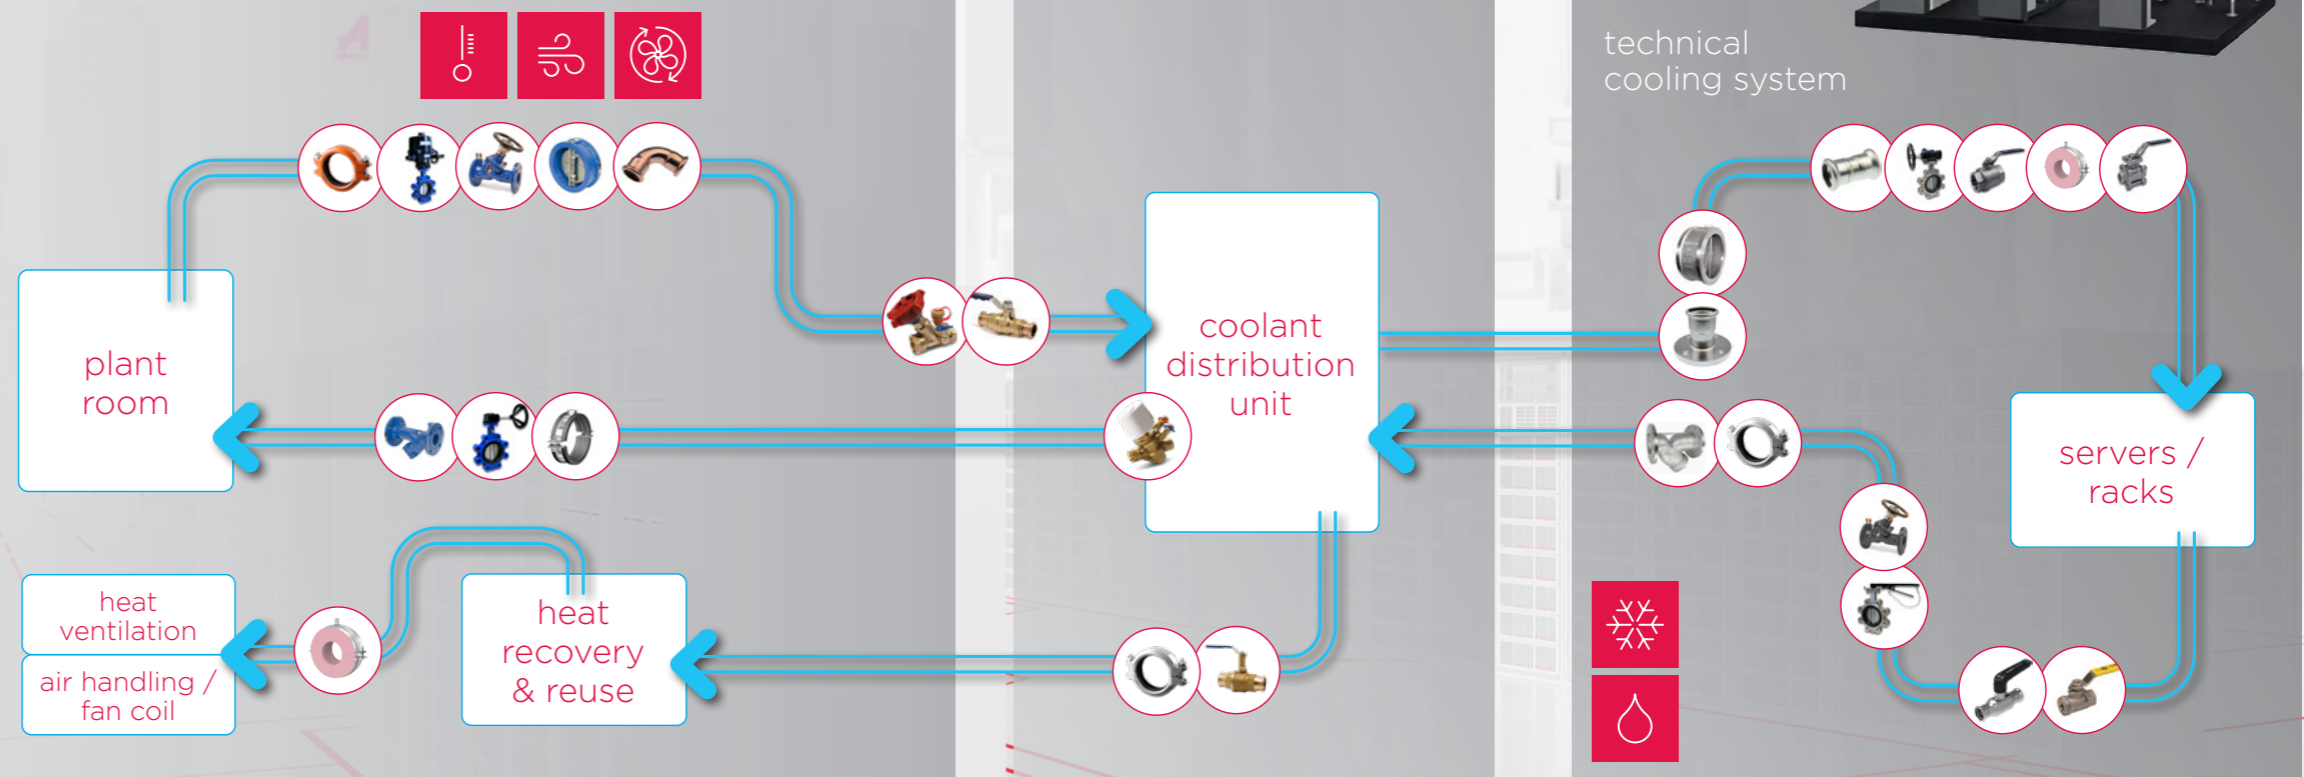 technical
cooling system
plant
room
coolant
distribution
unit
servers /
racks
heat
ventilation
air handling /
fan coil
heat
recovery
& reuse